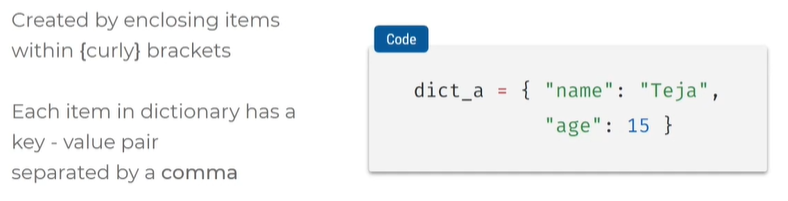 Created by enclosing items
within {curly} brackets
Each item in dictionary has a
key - value pair
separated by a comma
Code
dict_a = { "name": "Teja",
"age": 15 }